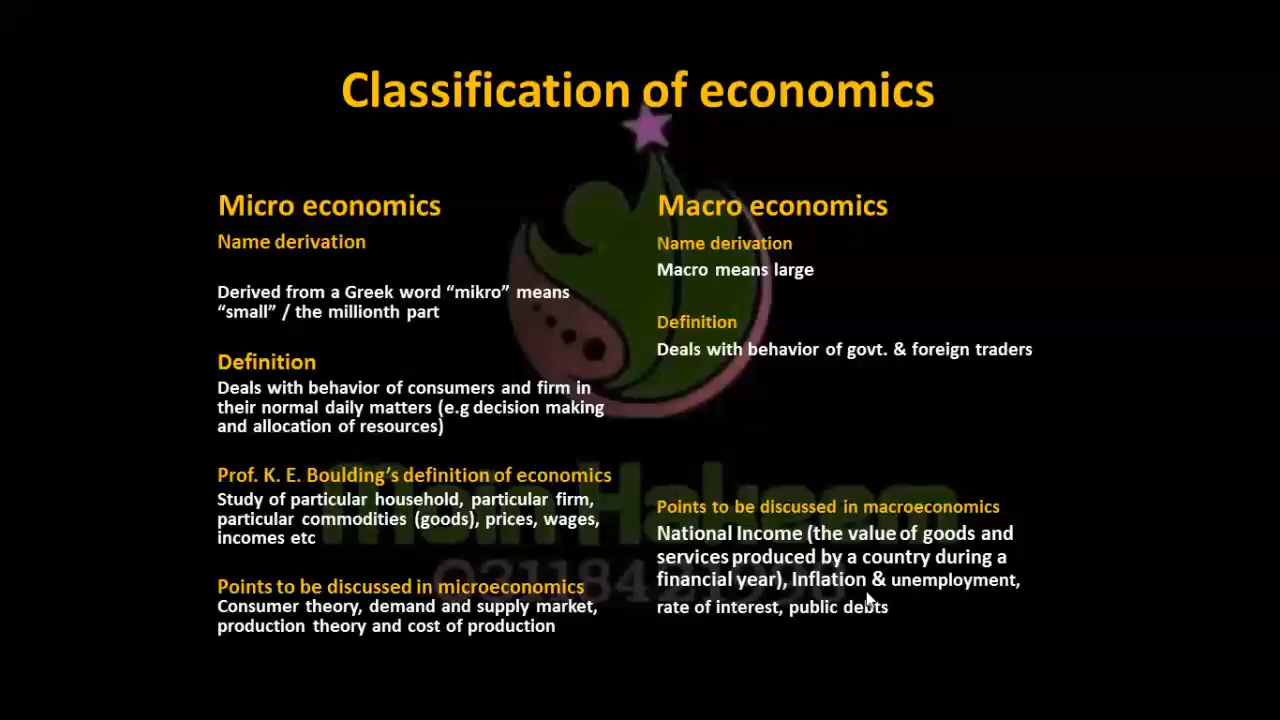 Classification of economics
Micro economics
Name derivation
Derived from a Greek word “mikro” means
“small” / the millionth part
Definition
Deals with behavior of consumers and firm in
their normal daily matters (e.g decision making
and allocation of resources)
Prof. K. E. Boulding’s definition of economics
Study of particular household, particular firm,
particular commodities (goods), prices, wages,
incomes etc
Points to be discussed in microeconomics
Consumer theory, demand and supply market,
production theory and cost of production
Macro economics
Name derivation
Macro means large
Definition
Deals with behavior of govt. & foreign traders
Points to be discussed in macroeconomics
National Income (the value of goods and
services produced by a country during a
financial year), Inflation & unemployment,
rate of interest, public debts